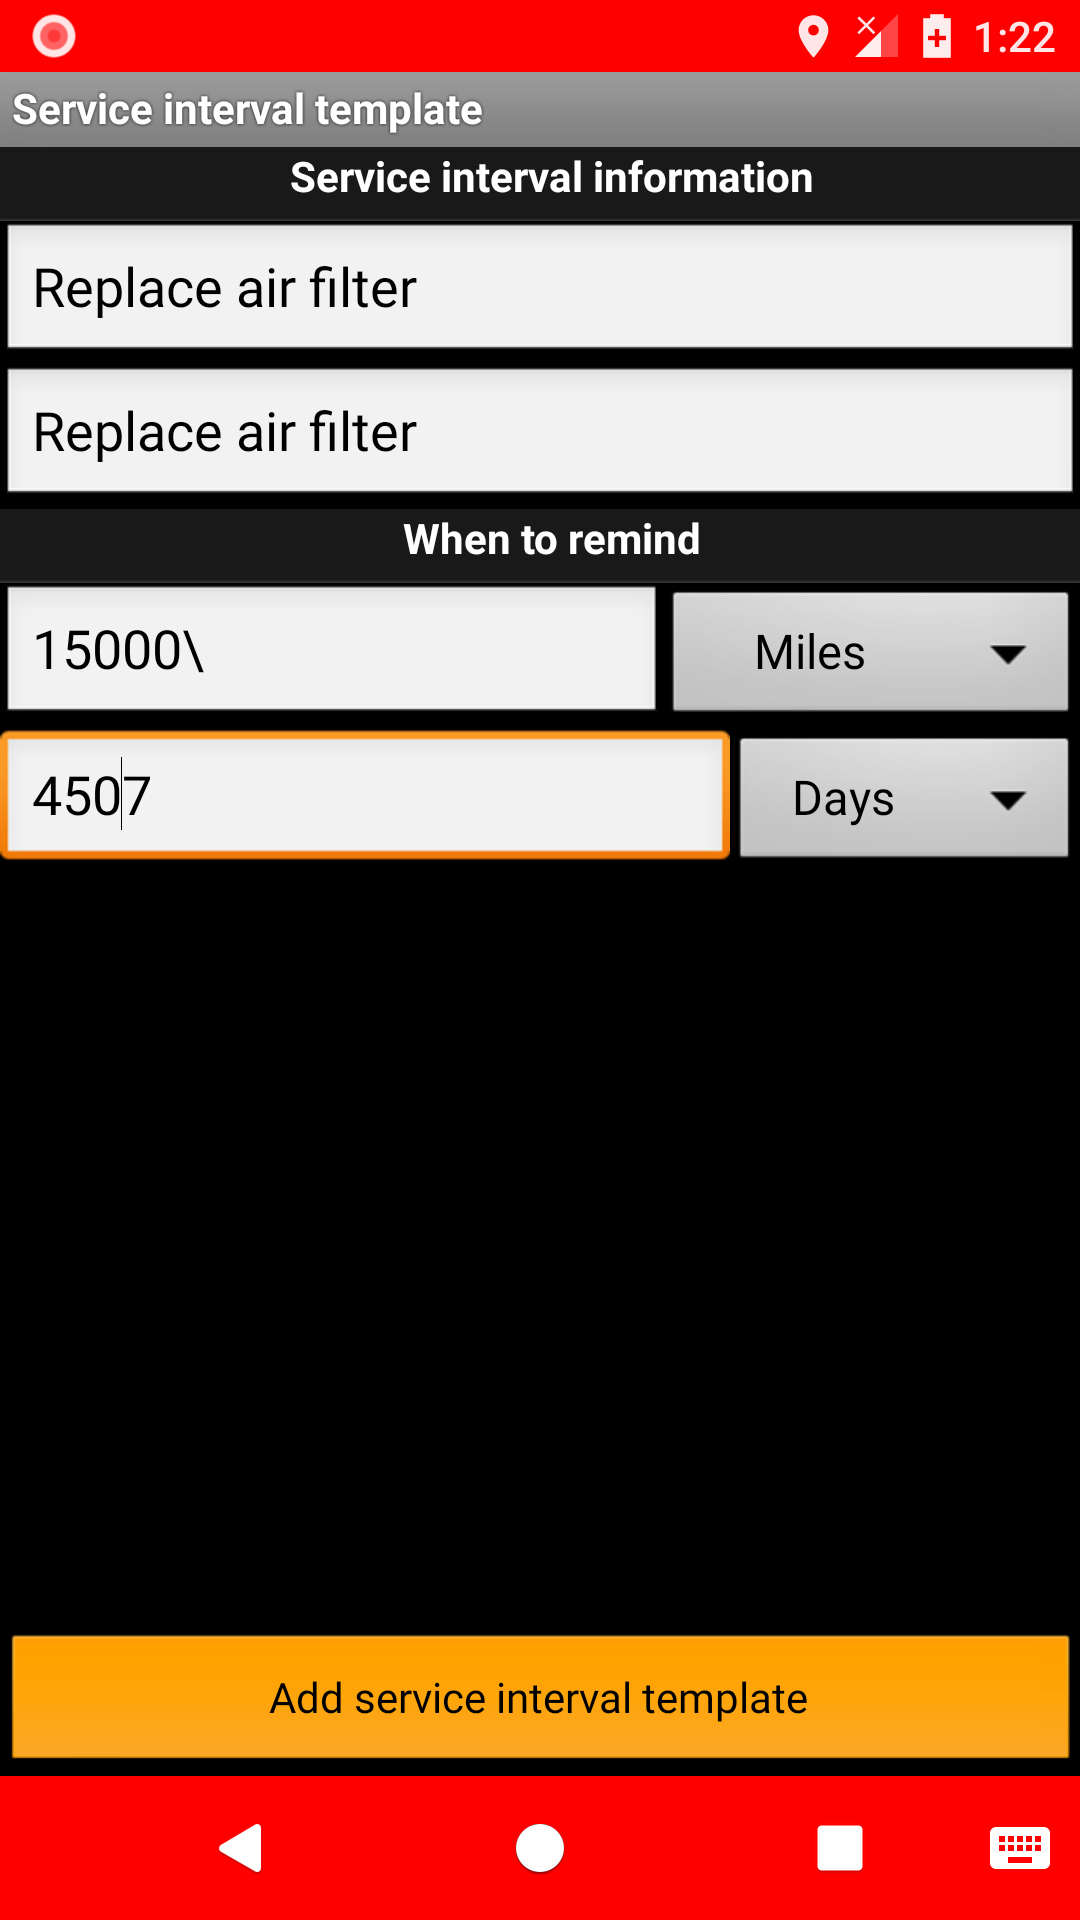 1:22
Service interval template
Service interval information
Replace air filter
Replace air filter
When to remind
15000\ Miles
4507 Days
Add service interval template